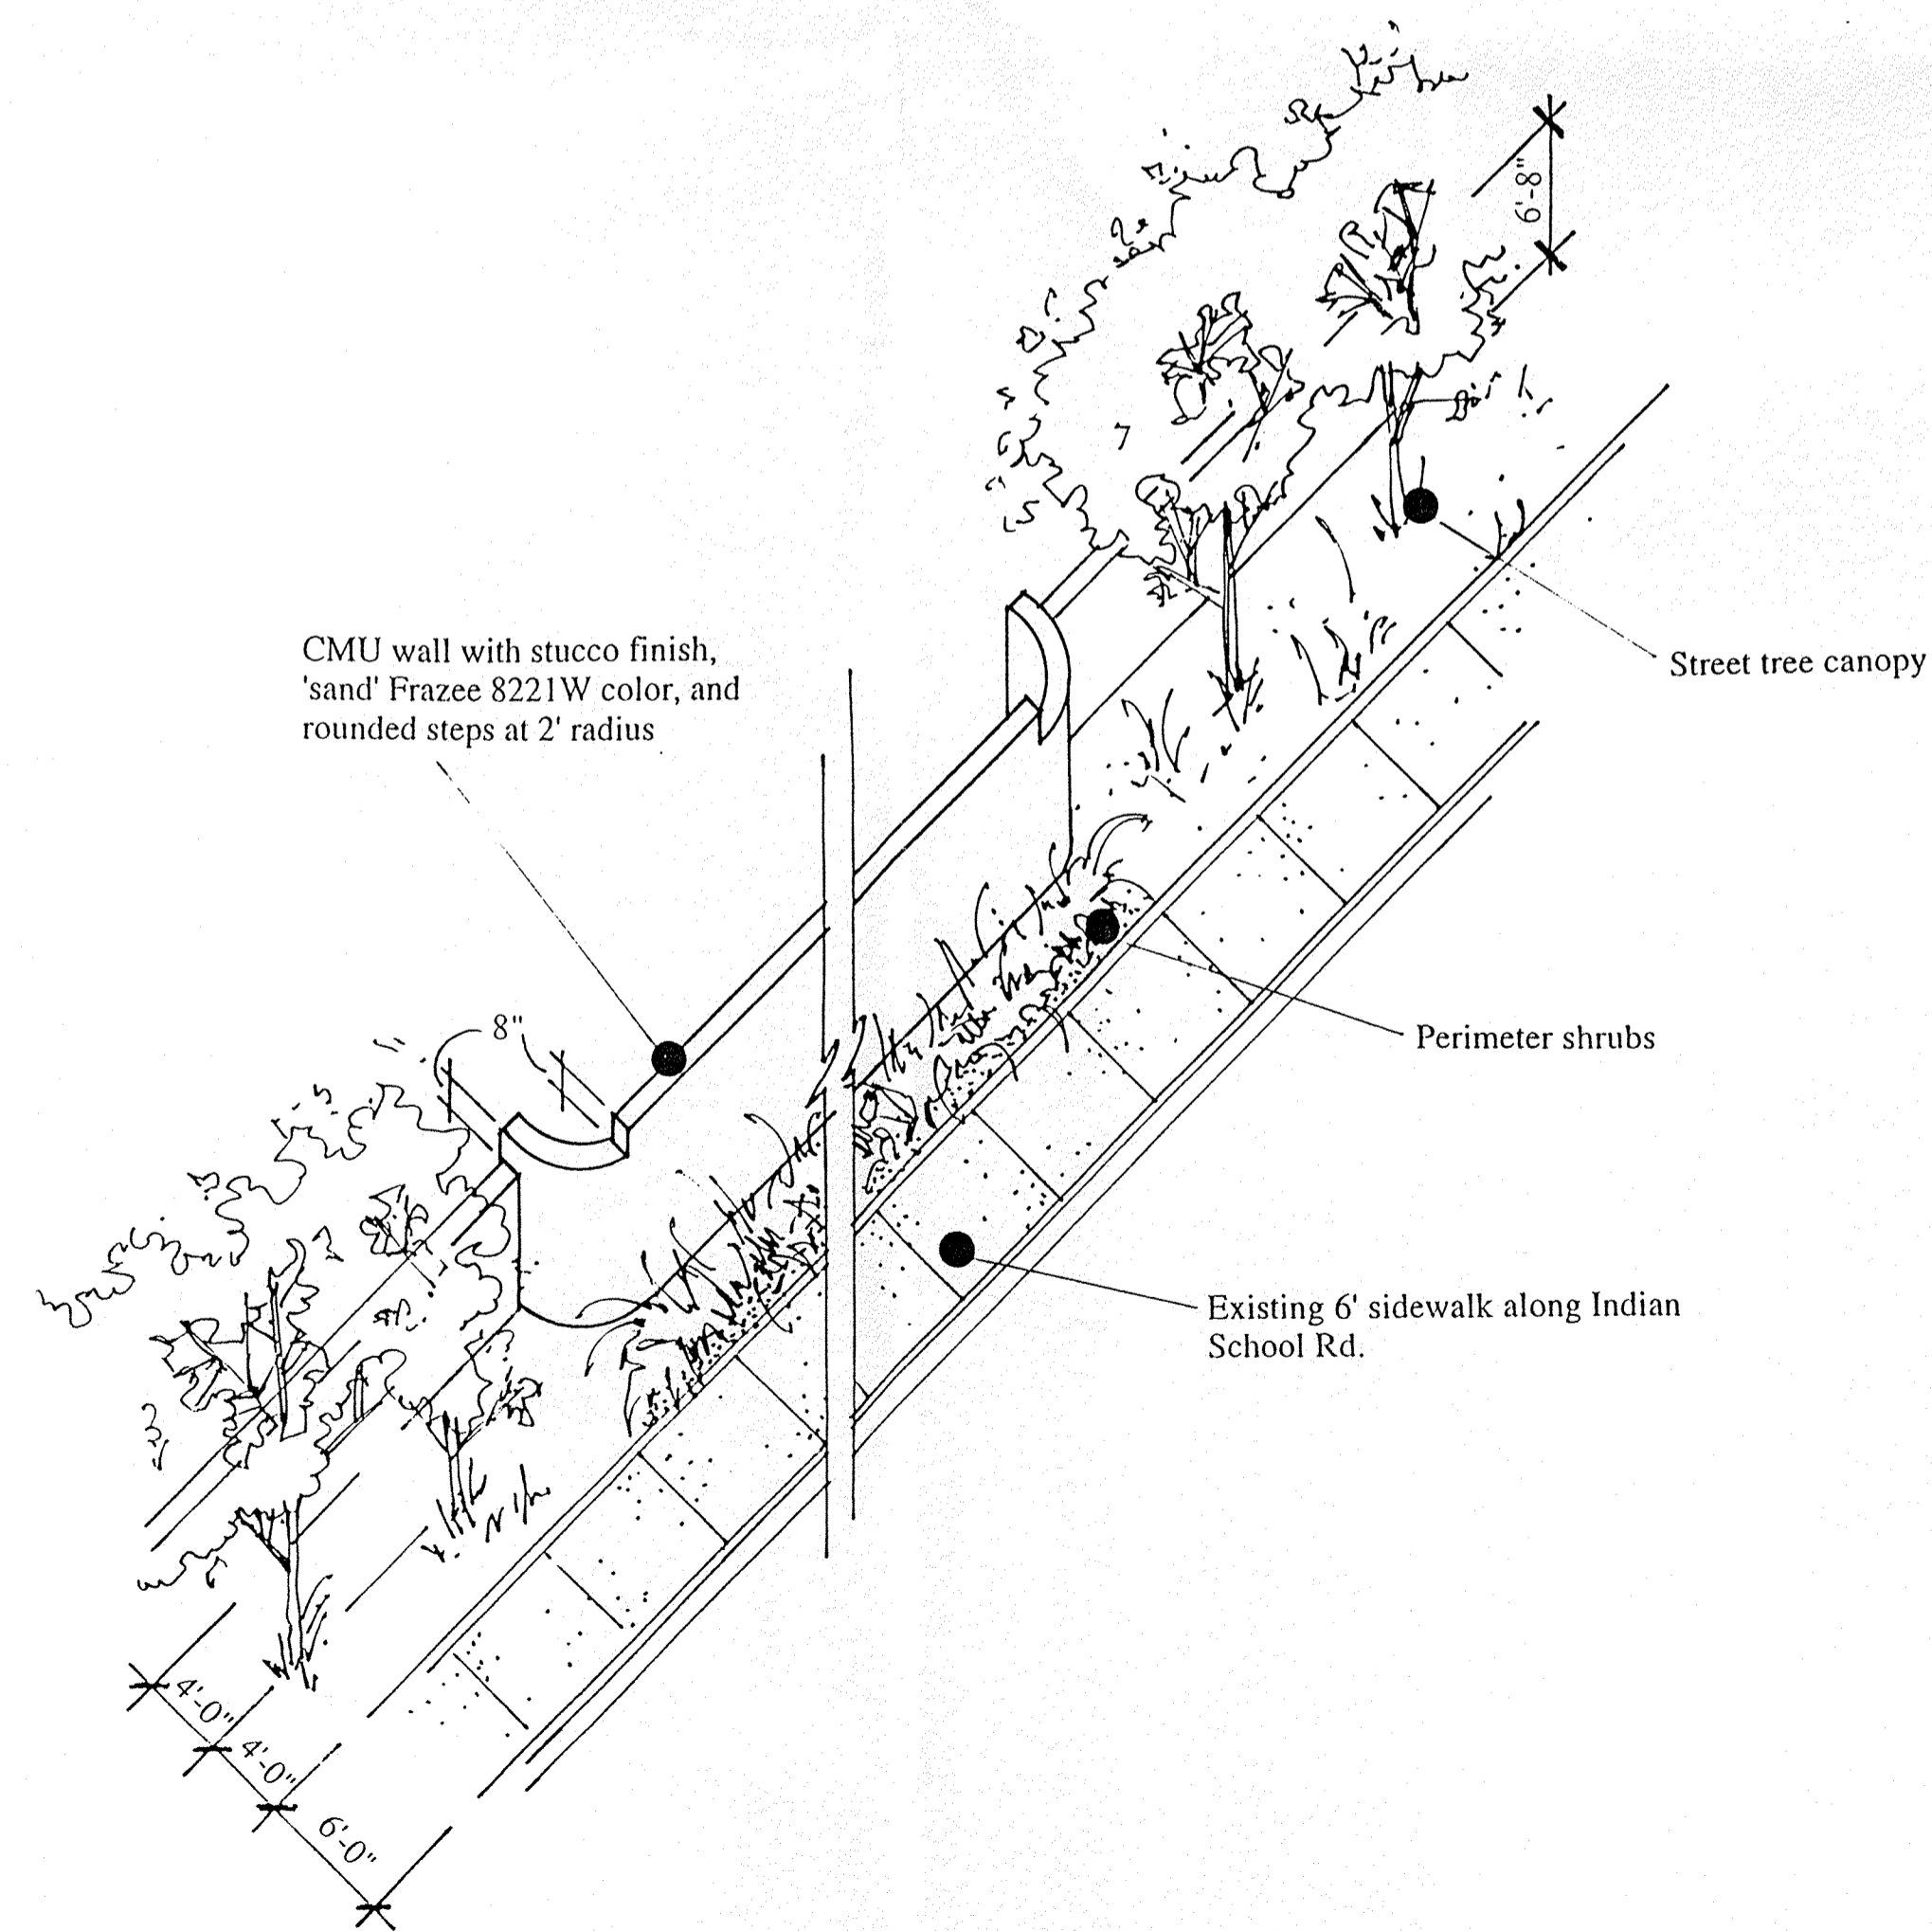 6'-8"
CMU wall with stucco finish,
'sand' Frazee 8221W color, and
rounded steps at 2' radius
Street tree canopy
8"
Perimeter shrubs
Existing 6' sidewalk along Indian
School Rd.
4'-0"
4'-0"
6'-0"